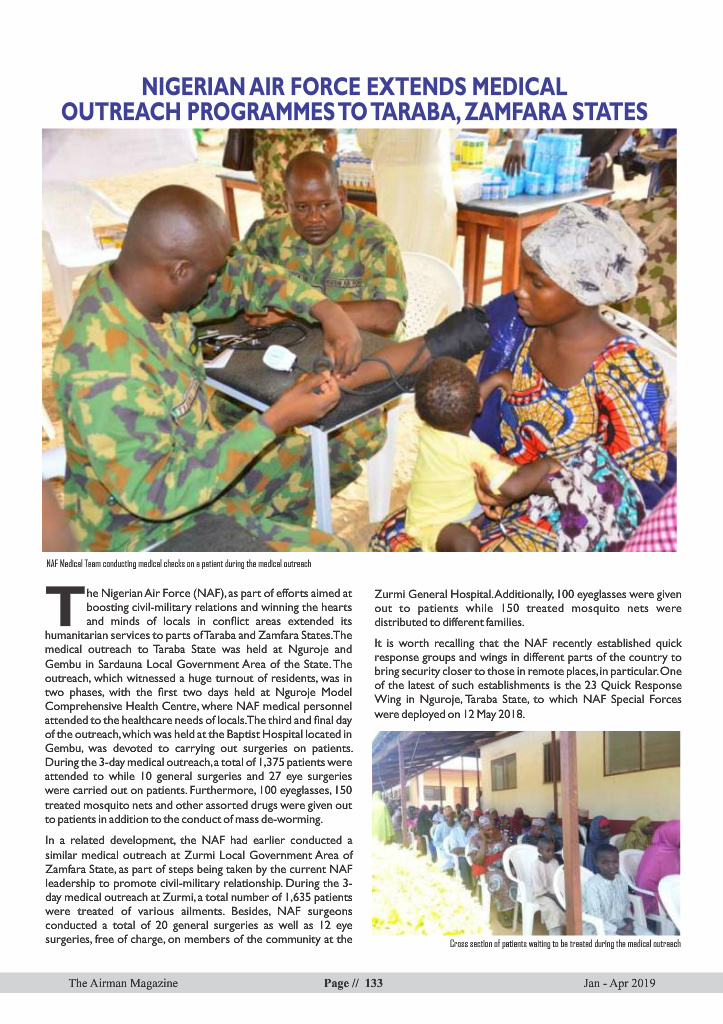 NIGERIAN AIR FORCE EXTENDS MEDICAL
OUTREACH PROGRAMMES TO TARABA, ZAMFARA STATES
NAF Medical Team conducting medical checks on a patient during the medical outreach
The Nigerian Air Force (NAF), as part of efforts aimed at
boosting civil-military relations and winning the hearts
and minds of locals in conflict areas extended its
humanitarian services to parts of Taraba and Zamfara States. The
medical outreach to Taraba State was held at Nguroje and
Gembu in Sardauna Local Government Area of the State. The
outreach, which witnessed a huge turnout of residents, was in
two phases, with the first two days held at Nguroje Model
Comprehensive Health Centre, where NAF medical personnel
attended to the healthcare needs of locals. The third and final day
of the outreach, which was held at the Baptist Hospital located in
Gembu, was devoted to carrying out surgeries on patients.
During the 3-day medical outreach, a total of 1,375 patients were
attended to while 10 general surgeries and 27 eye surgeries
were carried out on patients. Furthermore, 100 eyeglasses, 150
treated mosquito nets and other assorted drugs were given out
to patients in addition to the conduct of mass de-worming.
In a related development, the NAF had earlier conducted a
similar medical outreach at Zurmi Local Government Area of
Zamfara State, as part of steps being taken by the current NAF
leadership to promote civil-military relationship. During the 3-
day medical outreach at Zurmi, a total number of 1,635 patients
were treated of various ailments. Besides, NAF surgeons
conducted a total of 20 general surgeries as well as 12 eye
surgeries, free of charge, on members of the community at the
Zurmi General Hospital. Additionally, 100 eyeglasses were given
out to patients while 150 treated mosquito nets were
distributed to different families.
It is worth recalling that the NAF recently established quick
response groups and wings in different parts of the country to
bring security closer to those in remote places, in particular. One
of the latest of such establishments is the 23 Quick Response
Wing in Nguroje, Taraba State, to which NAF Special Forces
were deployed on 12 May 2018.
Cross section of patients waiting to be treated during the medical outreach
The Airman Magazine
Page // 133
Jan - Apr 2019